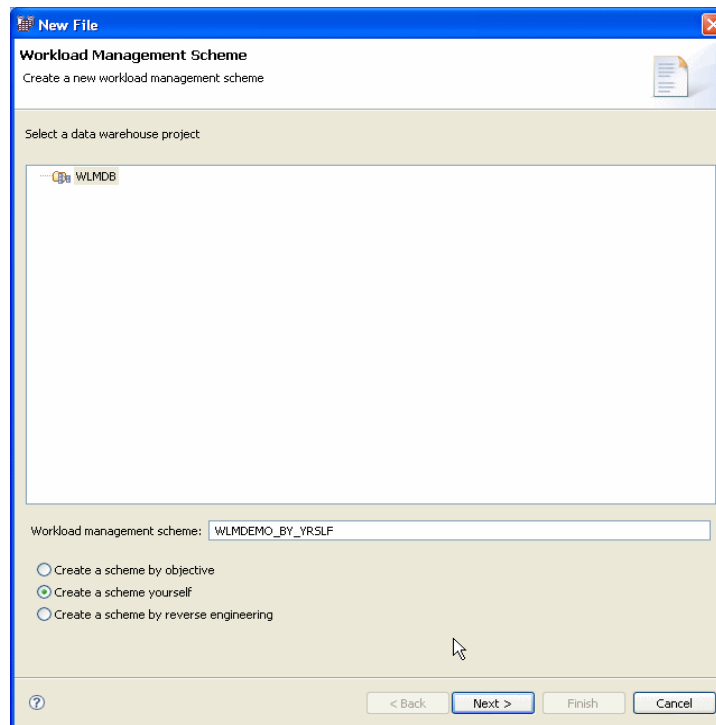 New File
Workload Management Scheme
Create a new workload management scheme
Select a data warehouse project
WLMDB
Workload management scheme: WLMDEMO_BY_YRSLF
Create a scheme by objective
Create a scheme yourself
Create a scheme by reverse engineering
? < Back Next > Finish Cancel